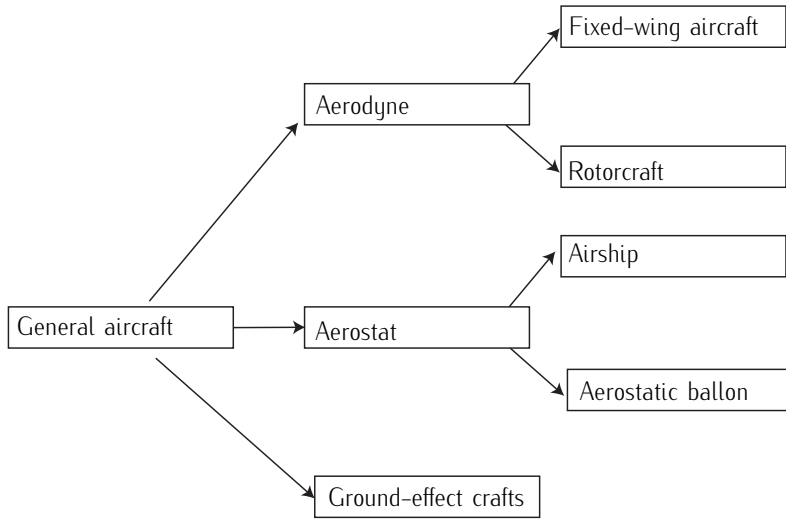 Fixed-wing aircraft
Aerodyne
Rotorcraft
Airship
General aircraft
Aerostat
Aerostatic ballon
Ground-effect crafts